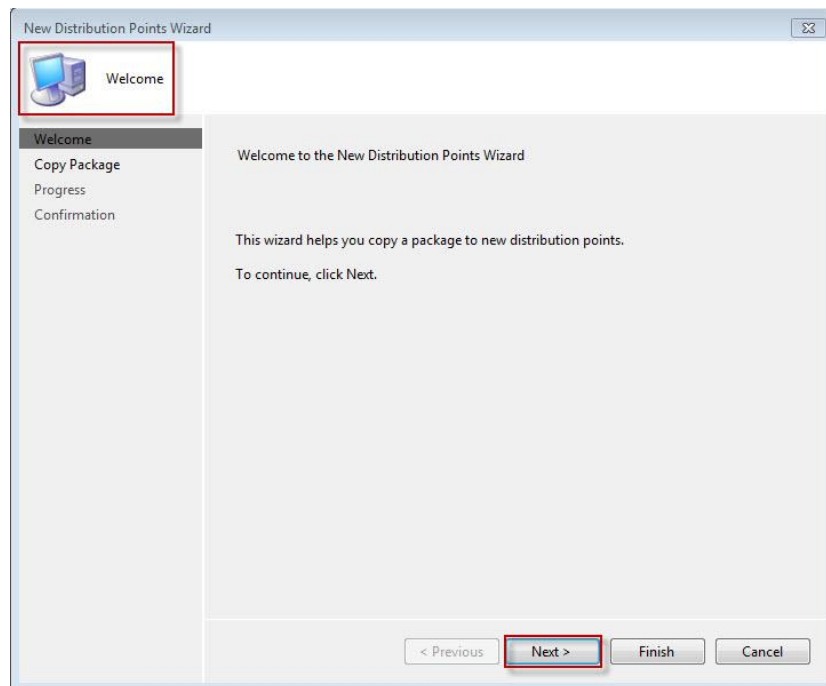 New Distribution Points Wizard
Welcome
Welcome
Copy Package
Progress
Confirmation
Welcome to the New Distribution Points Wizard
This wizard helps you copy a package to new distribution points.
To continue, click Next.
< Previous
Next >
Finish
Cancel